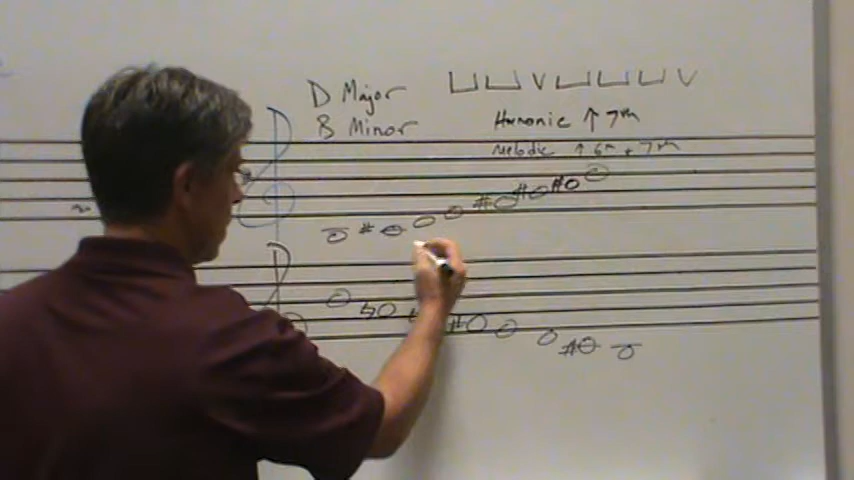 D Major
B Minor
Harmonic ↑ 7th
Melodic ↑ 6th + 7th